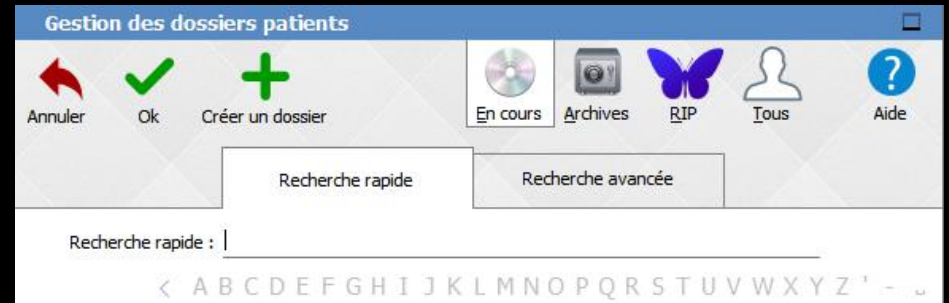 Gestion des dossiers patients
Annuler Ok Créer un dossier En cours Archives RIP Tous Aide
Recherche rapide Recherche avancée
Recherche rapide :
< A B C D E F G H I J K L M N O P Q R S T U V W X Y Z ' -